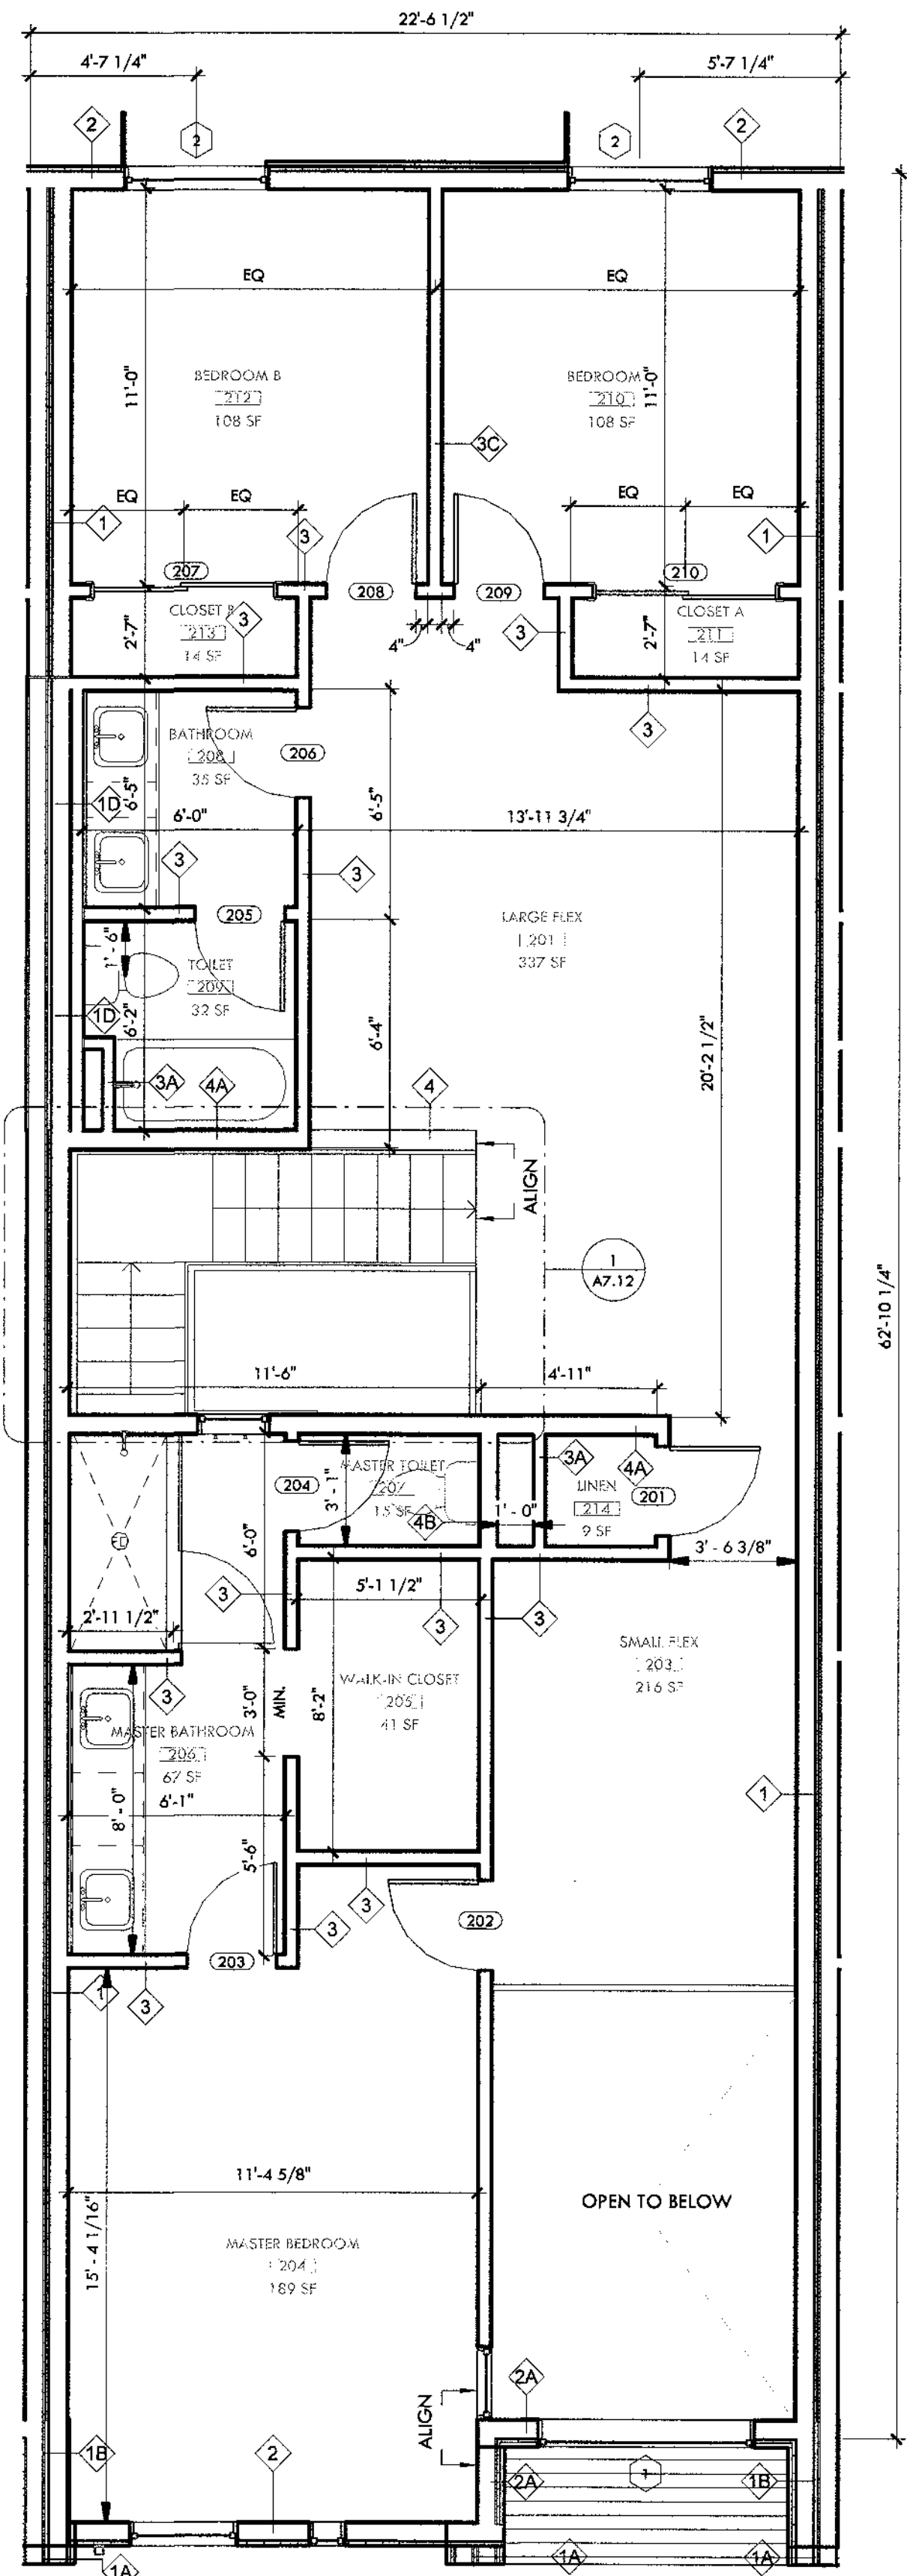 22'-6 1/2"
4'-7 1/4"
5'-7 1/4"
2
2
2
2
EQ
EQ
BEDROOM B
212
108 SF
11'-0"
BEDROOM
210
108 SF
11'-0"
3C
EQ
EQ
EQ
EQ
1
3
1
207
208
209
210
CLOSET B
213
14 SF
3
2'-7"
4"
4"
3
CLOSET A
211
14 SF
2'-7"
3
BATHROOM
208
35 SF
206
1D
6'-5"
6'-0"
6'-5"
13'-11 3/4"
3
3
205
LARGE FLEX
201
337 SF
1'-6"
TOILET
209
32 SF
1D
6'-2"
6'-4"
20'-2 1/2"
3A
4A
4
ALIGN
1
A7.12
62'-10 1/4"
11'-6"
4'-11"
204
3'-1"
MASTER TOILET
207
15 SF
4B
1'-0"
3A
LINEN
214
9 SF
4A
201
FD
6'-0"
3'-6 3/8"
3
5'-1 1/2"
3
3
2'-11 1/2"
SMALL FLEX
203
216 SF
3
3'-0"
MIN.
8'-2"
WALK-IN CLOSET
205
41 SF
MASTER BATHROOM
206
67 SF
8'-0"
6'-1"
5'-6"
1
3
3
202
203
1
3
11'-4 5/8"
15'-4 1/16"
OPEN TO BELOW
MASTER BEDROOM
204
189 SF
2A
ALIGN
1B
2
2A
1
1B
1A
1A
1A